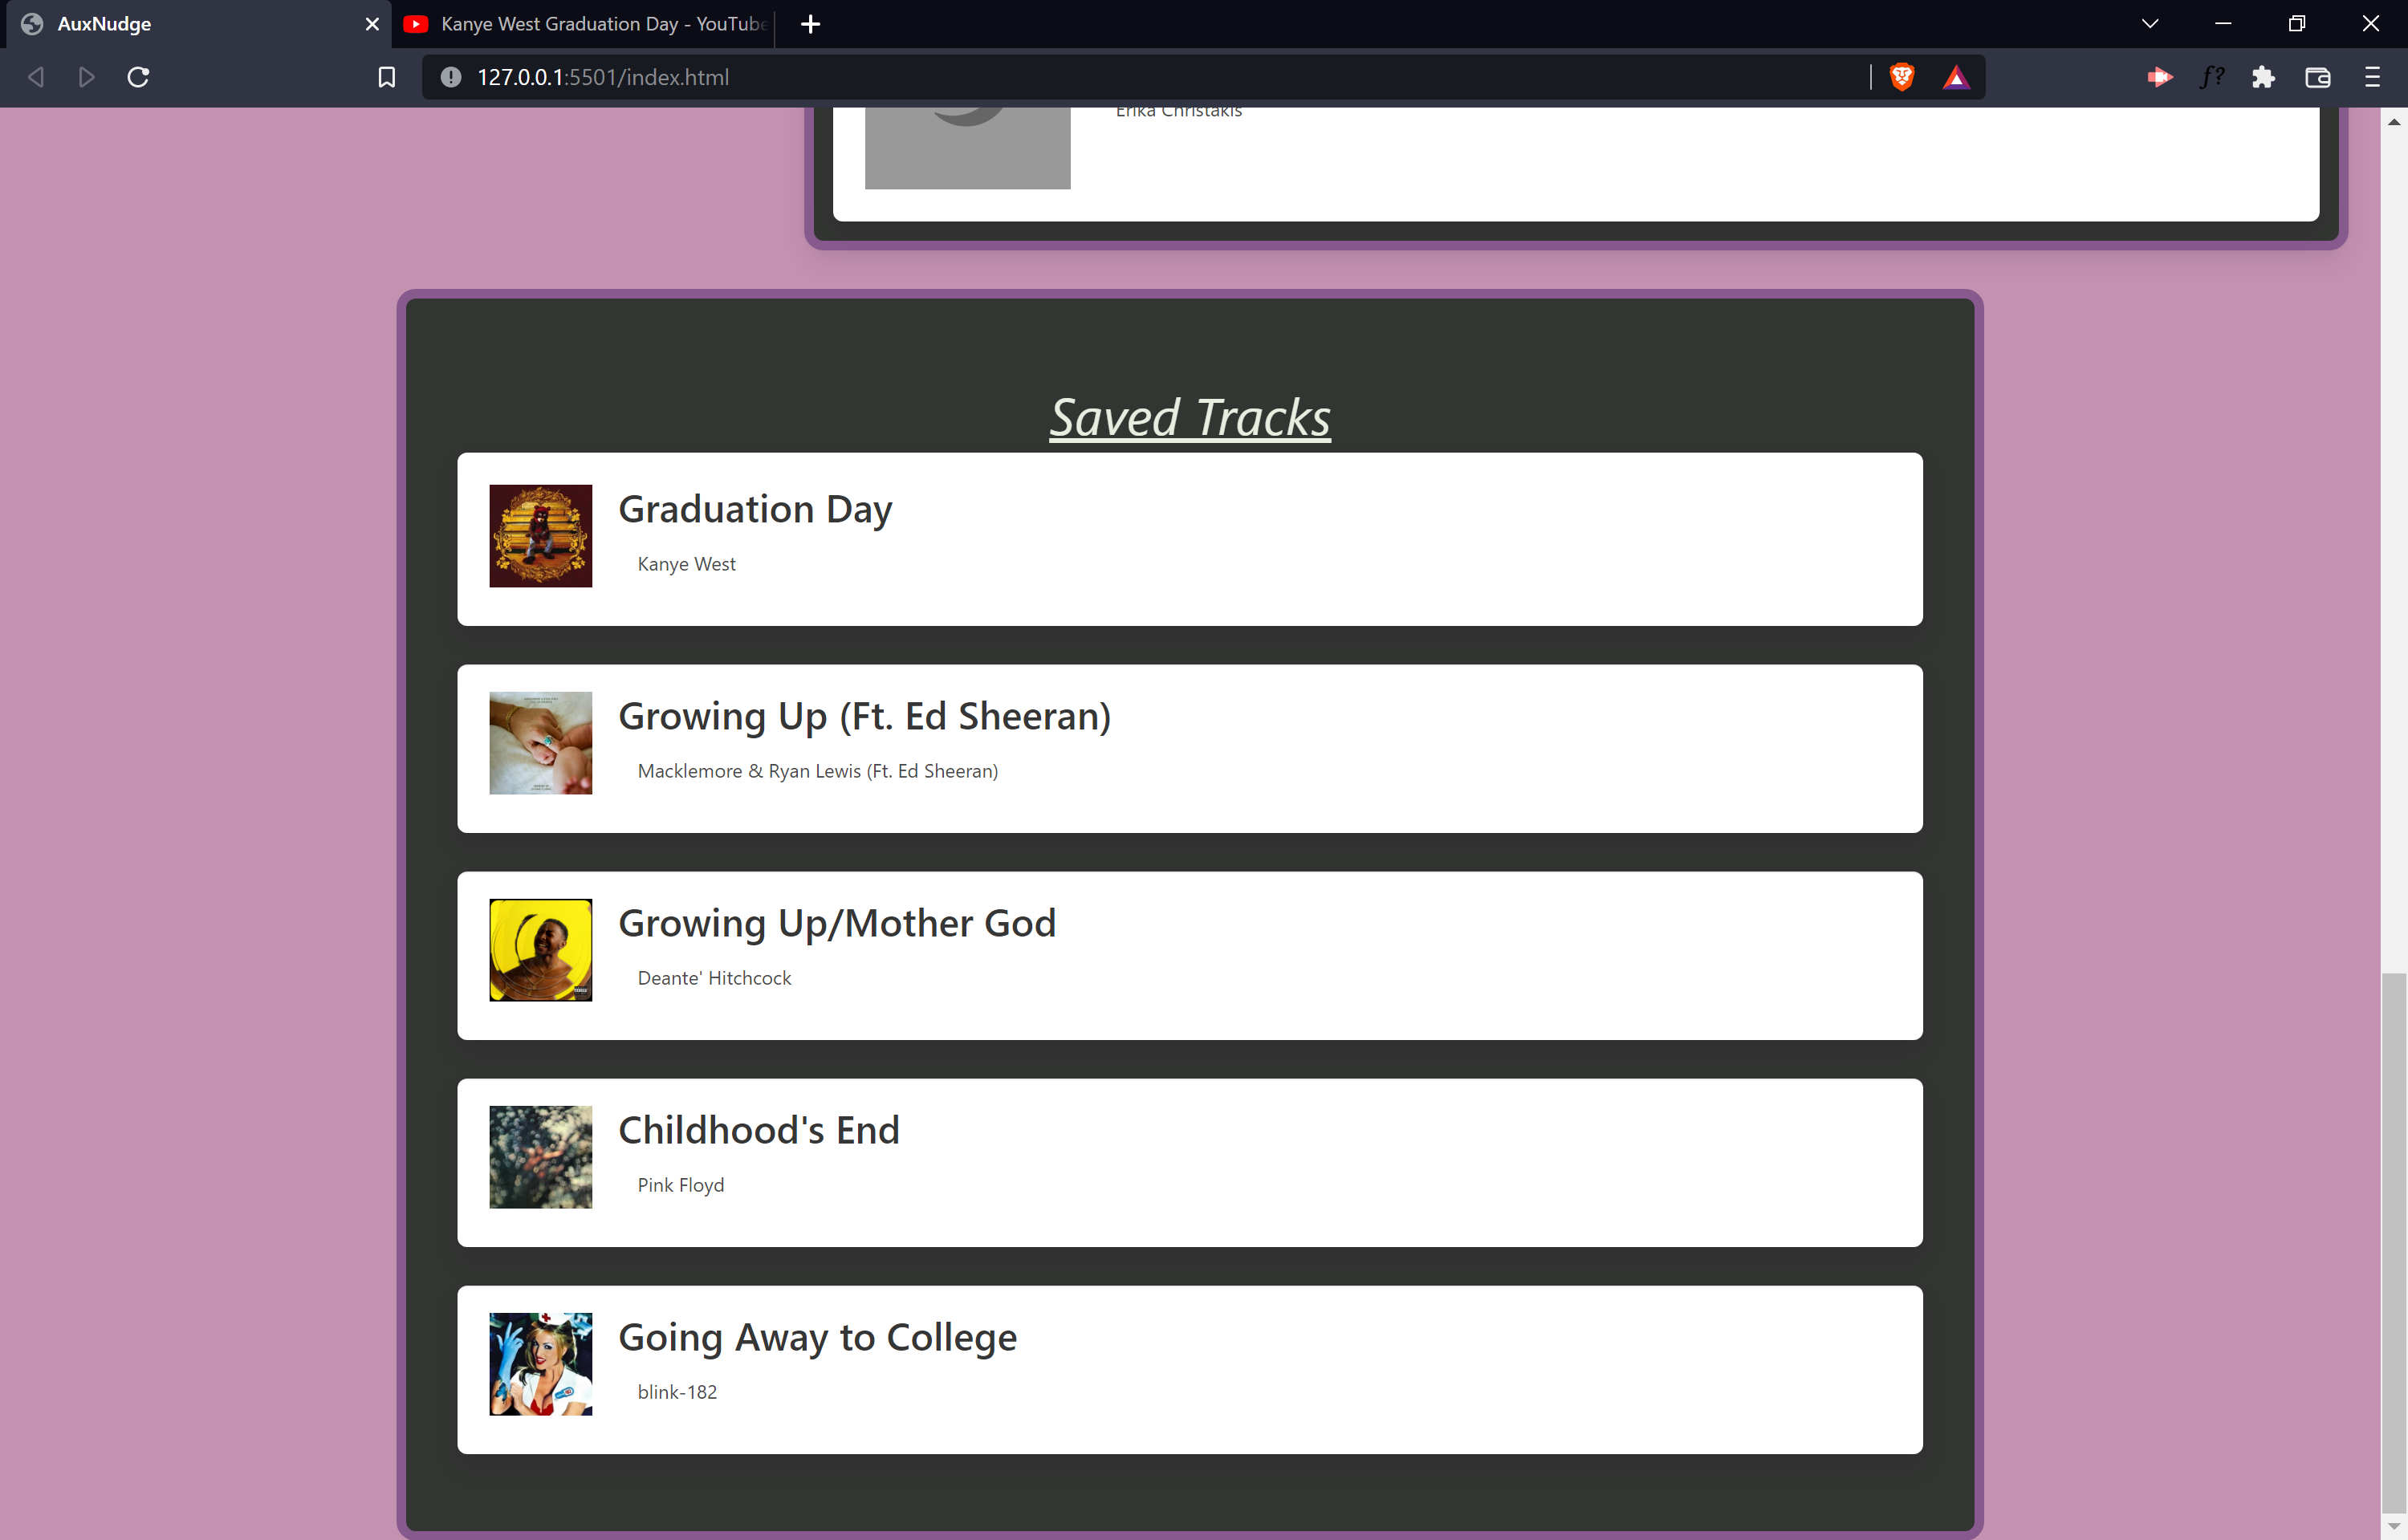 AuxNudge
Kanye West Graduation Day - YouTube
127.0.0.1:5501/index.html
f?
Erika Christakis
Saved Tracks
Graduation Day
Kanye West
Growing Up (Ft. Ed Sheeran)
Macklemore & Ryan Lewis (Ft. Ed Sheeran)
Growing Up/Mother God
Deante' Hitchcock
Childhood's End
Pink Floyd
Going Away to College
blink-182